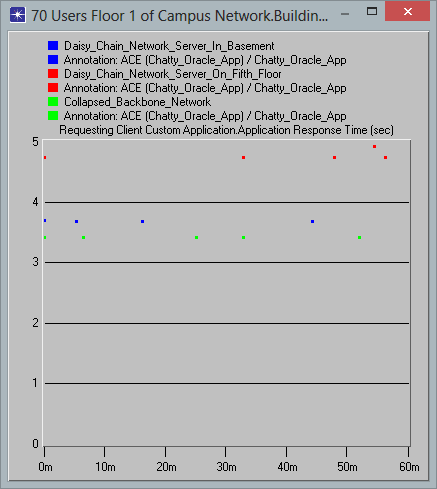 70 Users Floor 1 of Campus Network.Buildin...
Daisy_Chain_Network_Server_In_Basement
Annotation: ACE (Chatty_Oracle_App) / Chatty_Oracle_App
Daisy_Chain_Network_Server_On_Fifth_Floor
Annotation: ACE (Chatty_Oracle_App) / Chatty_Oracle_App
Collapsed_Backbone_Network
Annotation: ACE (Chatty_Oracle_App) / Chatty_Oracle_App
Requesting Client Custom Application.Application Response Time (sec)
5
4
3
2
1
0
0m 10m 20m 30m 40m 50m 60m